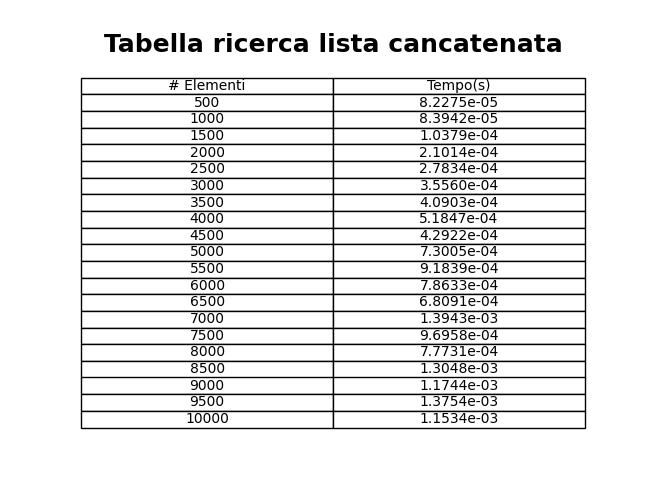 Tabella ricerca lista cancatenata
# Elementi Tempo(s)
500 8.2275e-05
1000 8.3942e-05
1500 1.0379e-04
2000 2.1014e-04
2500 2.7834e-04
3000 3.5560e-04
3500 4.0903e-04
4000 5.1847e-04
4500 4.2922e-04
5000 7.3005e-04
5500 9.1839e-04
6000 7.8633e-04
6500 6.8091e-04
7000 1.3943e-03
7500 9.6958e-04
8000 7.7731e-04
8500 1.3048e-03
9000 1.1744e-03
9500 1.3754e-03
10000 1.1534e-03